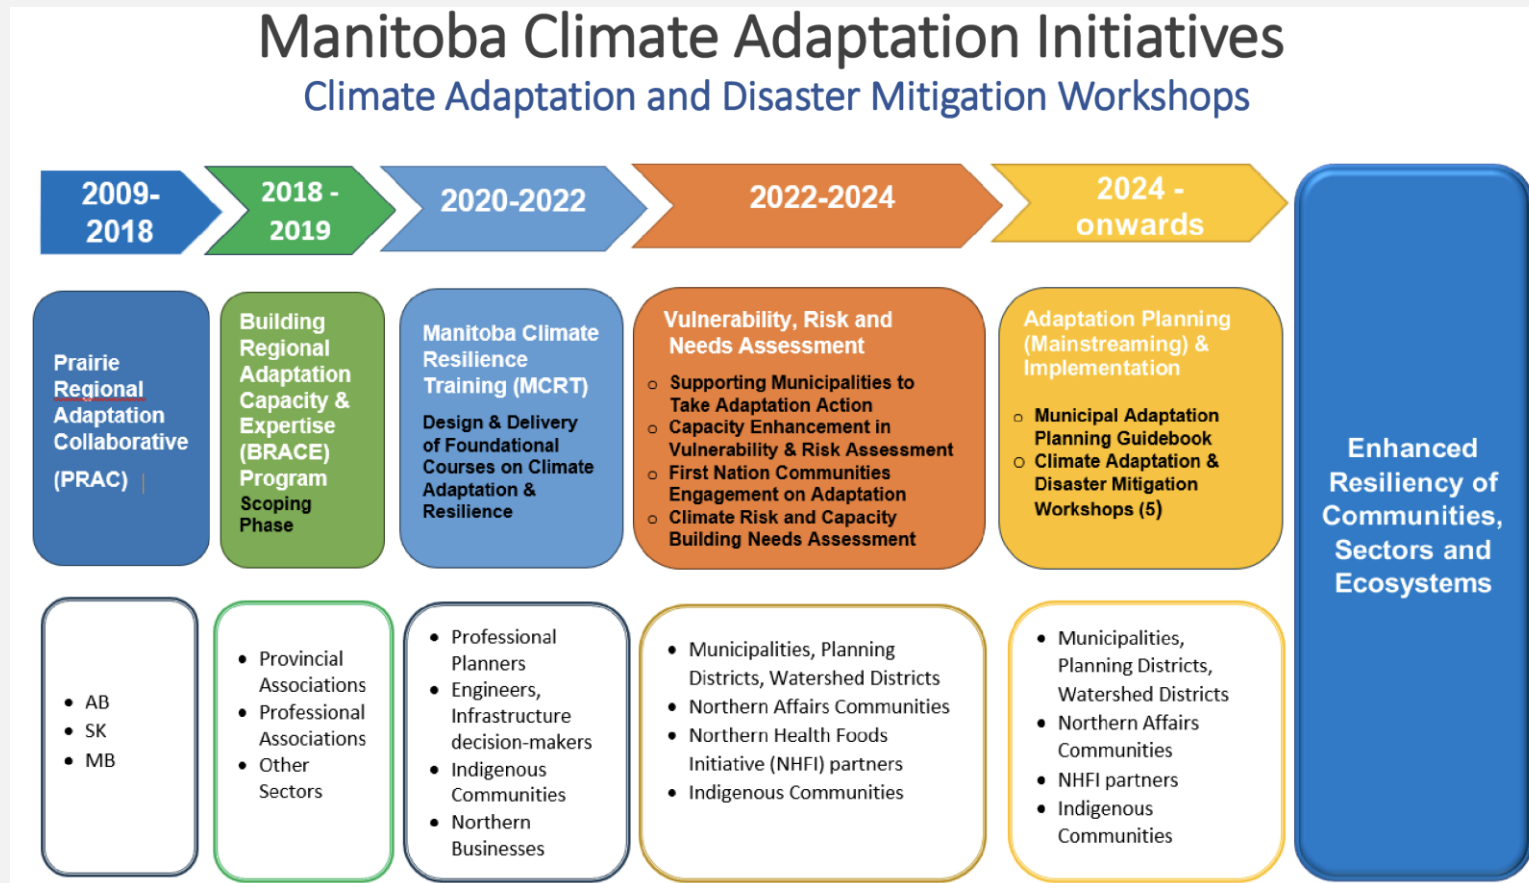 Manitoba Climate Adaptation Initiatives
Climate Adaptation and Disaster Mitigation Workshops
2009-
2018
2018 -
2019
2020-2022
2022-2024
2024 -
onwards
Prairie
Regional
Adaptation
Collaborative
(PRAC)
Building
Regional
Adaptation
Capacity &
Expertise
(BRACE)
Program
Scoping
Phase
Manitoba Climate
Resilience
Training (MCRT)
Design & Delivery
of Foundational
Courses on Climate
Adaptation &
Resilience
Vulnerability, Risk and
Needs Assessment
o Supporting Municipalities to
Take Adaptation Action
o Capacity Enhancement in
Vulnerability & Risk Assessment
o First Nation Communities
Engagement on Adaptation
o Climate Risk and Capacity
Building Needs Assessment
Adaptation Planning
(Mainstreaming) &
Implementation
o Municipal Adaptation
Planning Guidebook
o Climate Adaptation &
Disaster Mitigation
Workshops (5)
Enhanced
Resiliency of
Communities,
Sectors and
Ecosystems
• AB
• SK
• MB
• Provincial
Associations
• Professional
Associations
• Other
Sectors
• Professional
Planners
• Engineers,
Infrastructure
decision-makers
• Indigenous
Communities
• Northern
Businesses
• Municipalities, Planning
Districts, Watershed Districts
• Northern Affairs Communities
• Northern Health Foods
Initiative (NHFI) partners
• Indigenous Communities
• Municipalities,
Planning Districts,
Watershed Districts
• Northern Affairs
Communities
• NHFI partners
• Indigenous
Communities